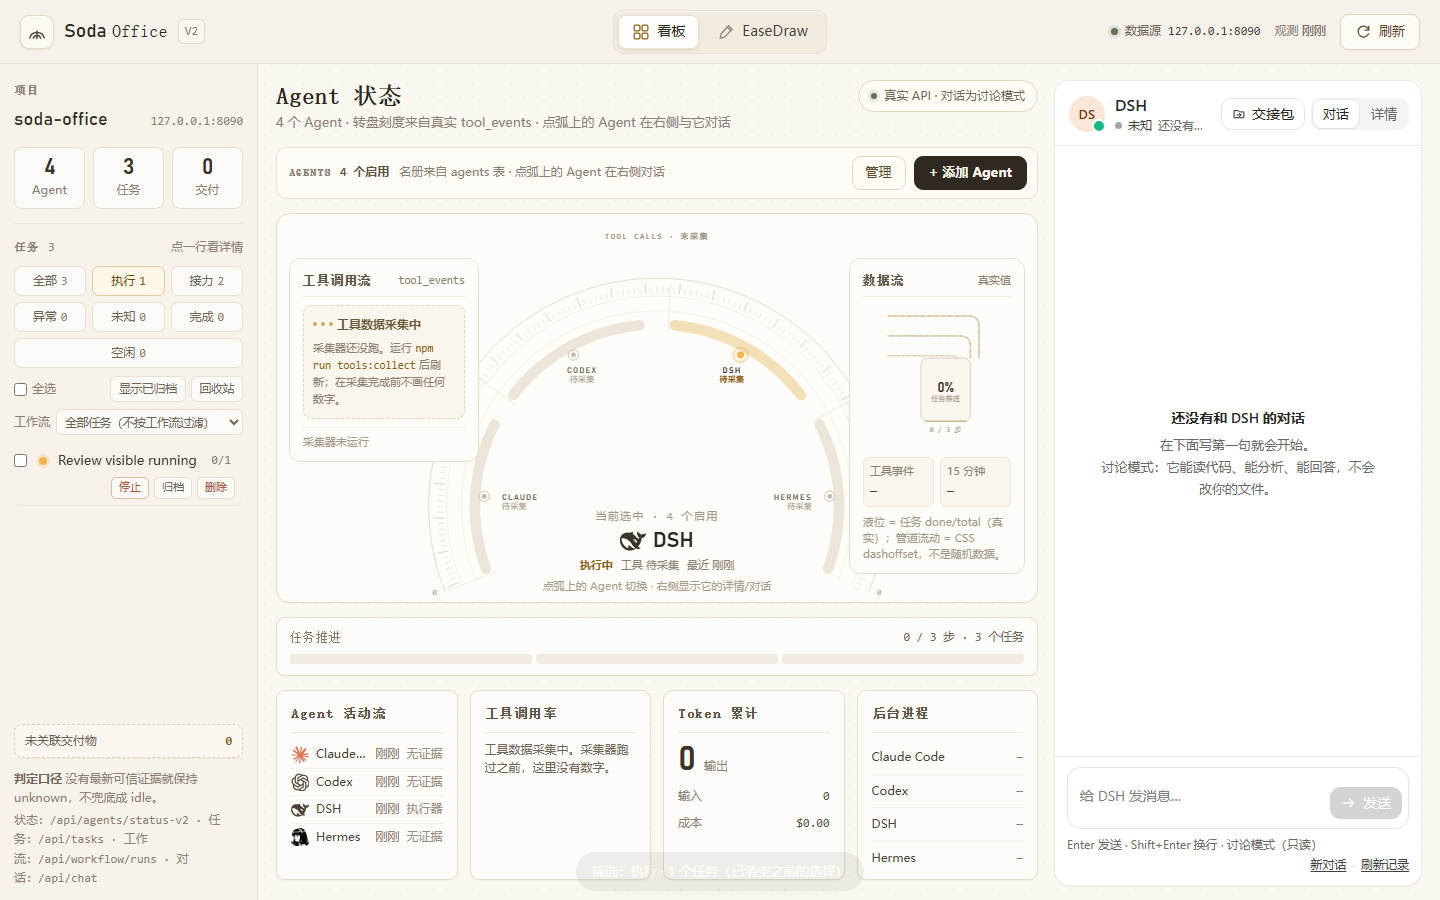 Soda Office V2
看板
EaseDraw
数据源 127.0.0.1:8090
观测 刚刚
刷新
项目
soda-office 127.0.0.1:8090
4
Agent
3
任务
0
交付
任务 3 点一行看详情
全部 3
执行 1
接力 2
异常 0
未知 0
完成 0
空闲 0
全选
显示已归档
回收站
工作流 全部任务（不按工作流过滤）
Review visible running 0/1
停止
归档
删除
未关联交付物 0
判定口径 没有最新可信证据就保持
unknown，不兜底成 idle。
状态: /api/agents/status-v2 · 任
务: /api/tasks · 工作
流: /api/workflow/runs · 对
话: /api/chat
Agent 状态
4 个 Agent · 转盘刻度来自真实 tool_events · 点弧上的 Agent 在右侧与它对话
真实 API · 对话为讨论模式
AGENTS 4 个启用 名册来自 agents 表 · 点弧上的 Agent 在右侧对话
管理
+ 添加 Agent
TOOL CALLS · 未采集
工具调用流 tool_events
工具数据采集中
采集器还没跑。运行 npm
run tools:collect 后刷
新；在采集完成前不画任何
数字。
采集器未运行
CODEX
待采集
DSH
待采集
CLAUDE
待采集
HERMES
待采集
当前选中 · 4 个启用
DSH
执行中 工具 待采集 最近 刚刚
点弧上的 Agent 切换 · 右侧显示它的详情/对话
0
0
数据流 真实值
0%
任务推进
0 / 3 步
工具事件
—
15 分钟
—
液位 = 任务 done/total（真
实）；管道流动 = CSS
dashoffset，不是随机数据。
任务推进 0 / 3 步 · 3 个任务
Agent 活动流
Claude... 刚刚 无证据
Codex 刚刚 无证据
DSH 刚刚 执行器
Hermes 刚刚 无证据
工具调用率
工具数据采集中。采集器跑
过之前，这里没有数字。
Token 累计
0 输出
输入 0
成本 $0.00
后台进程
Claude Code —
Codex —
DSH —
Hermes —
筛选：执行 · 1 个任务（已清空之前的选择）
DS
DSH
未知 还没有...
交接包
对话
详情
还没有和 DSH 的对话
在下面写第一句就会开始。
讨论模式：它能读代码、能分析、能回答，不会
改你的文件。
给 DSH 发消息...
发送
Enter 发送 · Shift+Enter 换行 · 讨论模式（只读）
新对话 · 刷新记录